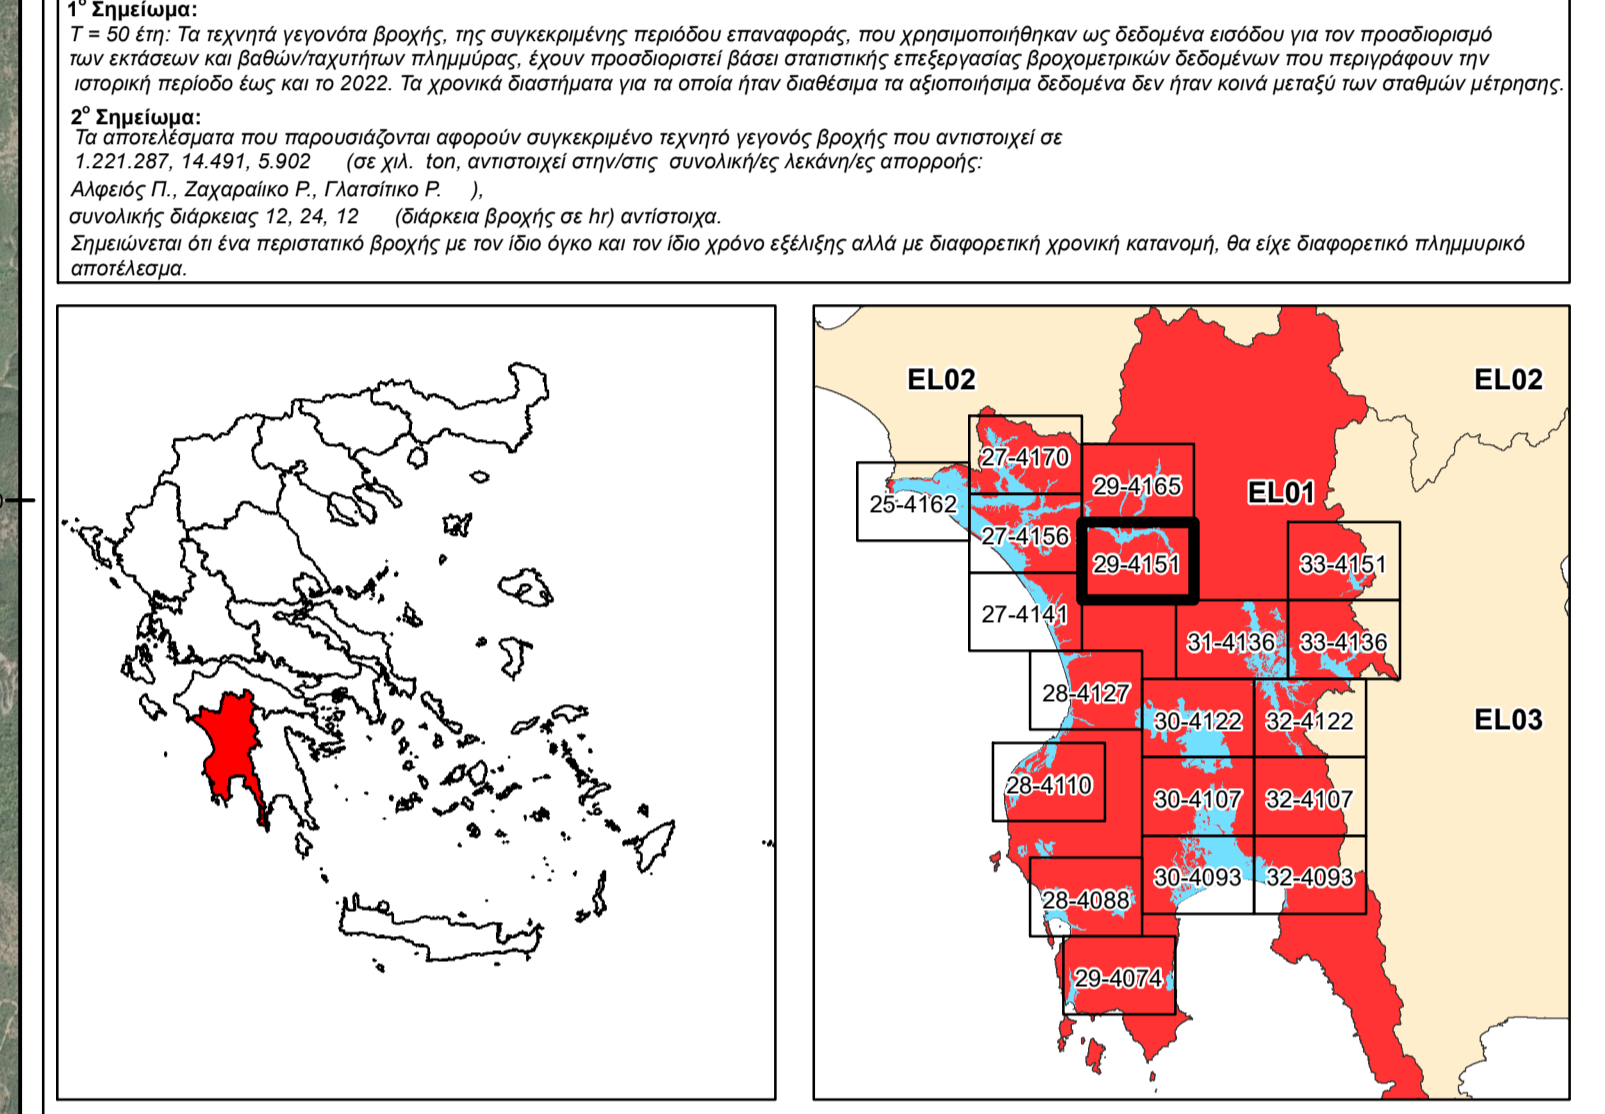 1° Σημείωμα:
T = 50 έτη: Τα τεχνητά γεγονότα βροχής, της συγκεκριμένης περιόδου επαναφοράς, που χρησιμοποιήθηκαν ως δεδομένα εισόδου για τον προσδιορισμό
των εκτάσεων και βαθών/ταχυτήτων πλημμύρας, έχουν προσδιοριστεί βάσει στατιστικής επεξεργασίας βροχομετρικών δεδομένων που περιγράφουν την
ιστορική περίοδο έως και το 2022. Τα χρονικά διαστήματα για τα οποία ήταν διαθέσιμα τα αξιοποιήσιμα δεδομένα δεν ήταν κοινά μεταξύ των σταθμών μέτρησης.
2° Σημείωμα:
Τα αποτελέσματα που παρουσιάζονται αφορούν συγκεκριμένο τεχνητό γεγονός βροχής που αντιστοιχεί σε
1.221.287, 14.491, 5.902 (σε χιλ. ton, αντιστοιχεί στην/στις συνολική/ες λεκάνη/ες απορροής:
Αλφειός Π., Ζαχαραίικο Ρ., Γλατσίτικο Ρ. ),
συνολικής διάρκειας 12, 24, 12 (διάρκεια βροχής σε hr) αντίστοιχα.
Σημειώνεται ότι ένα περιστατικό βροχής με τον ίδιο όγκο και τον ίδιο χρόνο εξέλιξης αλλά με διαφορετική χρονική κατανομή, θα είχε διαφορετικό πλημμυρικό
αποτέλεσμα.
EL02
EL02
27-4170
29-4165
EL01
25-4162
27-4156
29-4151
33-4151
27-4141
31-4136
33-4136
28-4127
30-4122
32-4122
EL03
28-4110
30-4107
32-4107
30-4093
32-4093
28-4088
29-4074